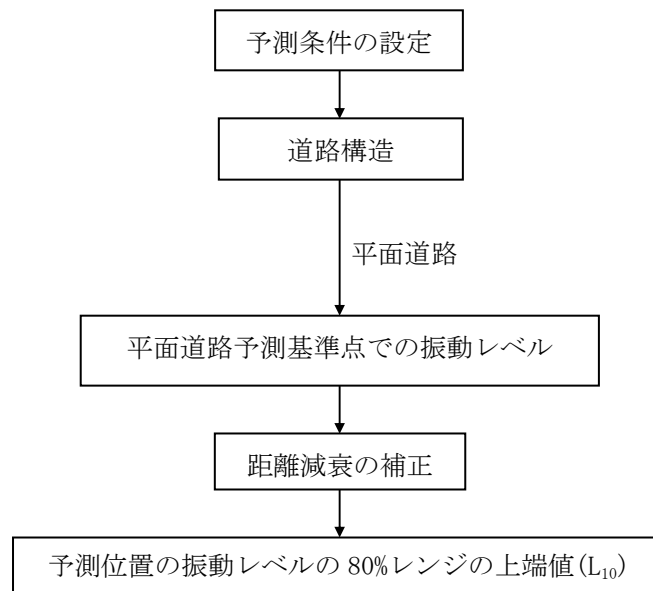 予測条件の設定
道路構造
平面道路
平面道路予測基準点での振動レベル
距離減衰の補正
予測位置の振動レベルの 80%レンジの上端値(L₁₀)